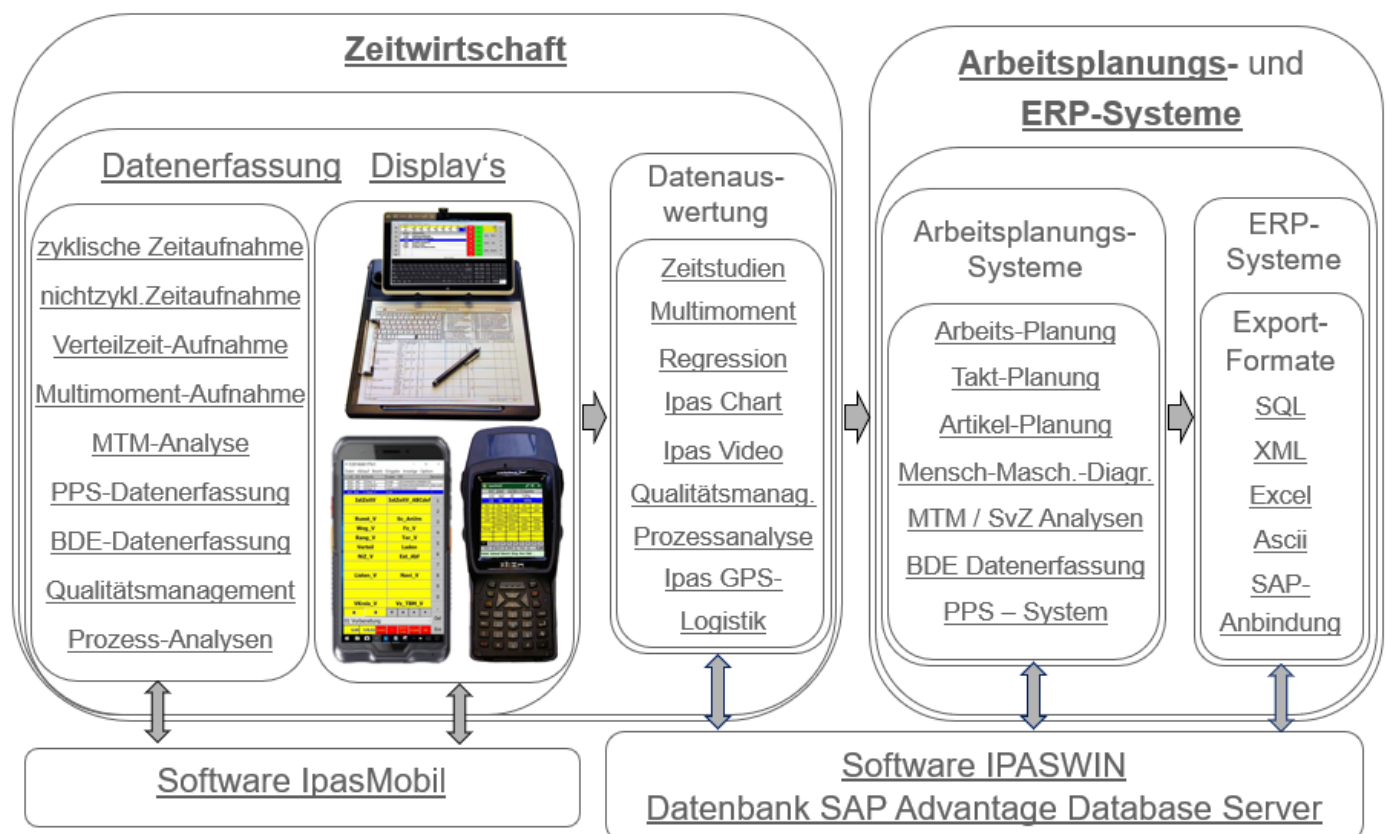 Zeitwirtschaft
Datenerfassung
zyklische Zeitaufnahme
nichtzykl.Zeitaufnahme
Verteilzeit-Aufnahme
Multimoment-Aufnahme
MTM-Analyse
PPS-Datenerfassung
BDE-Datenerfassung
Qualitätsmanagement
Prozess-Analysen
Display‘s
Datenaus-
wertung
Zeitstudien
Multimoment
Regression
Ipas Chart
Ipas Video
Qualitätsmanag.
Prozessanalyse
Ipas GPS-
Logistik
Arbeitsplanungs- und
ERP-Systeme
Arbeitsplanungs-
Systeme
Arbeits-Planung
Takt-Planung
Artikel-Planung
Mensch-Masch.-Diagr.
MTM / SvZ Analysen
BDE Datenerfassung
PPS – System
ERP-
Systeme
Export-
Formate
SQL
XML
Excel
Ascii
SAP-
Anbindung
Software IpasMobil
Software IPASWIN
Datenbank SAP Advantage Database Server